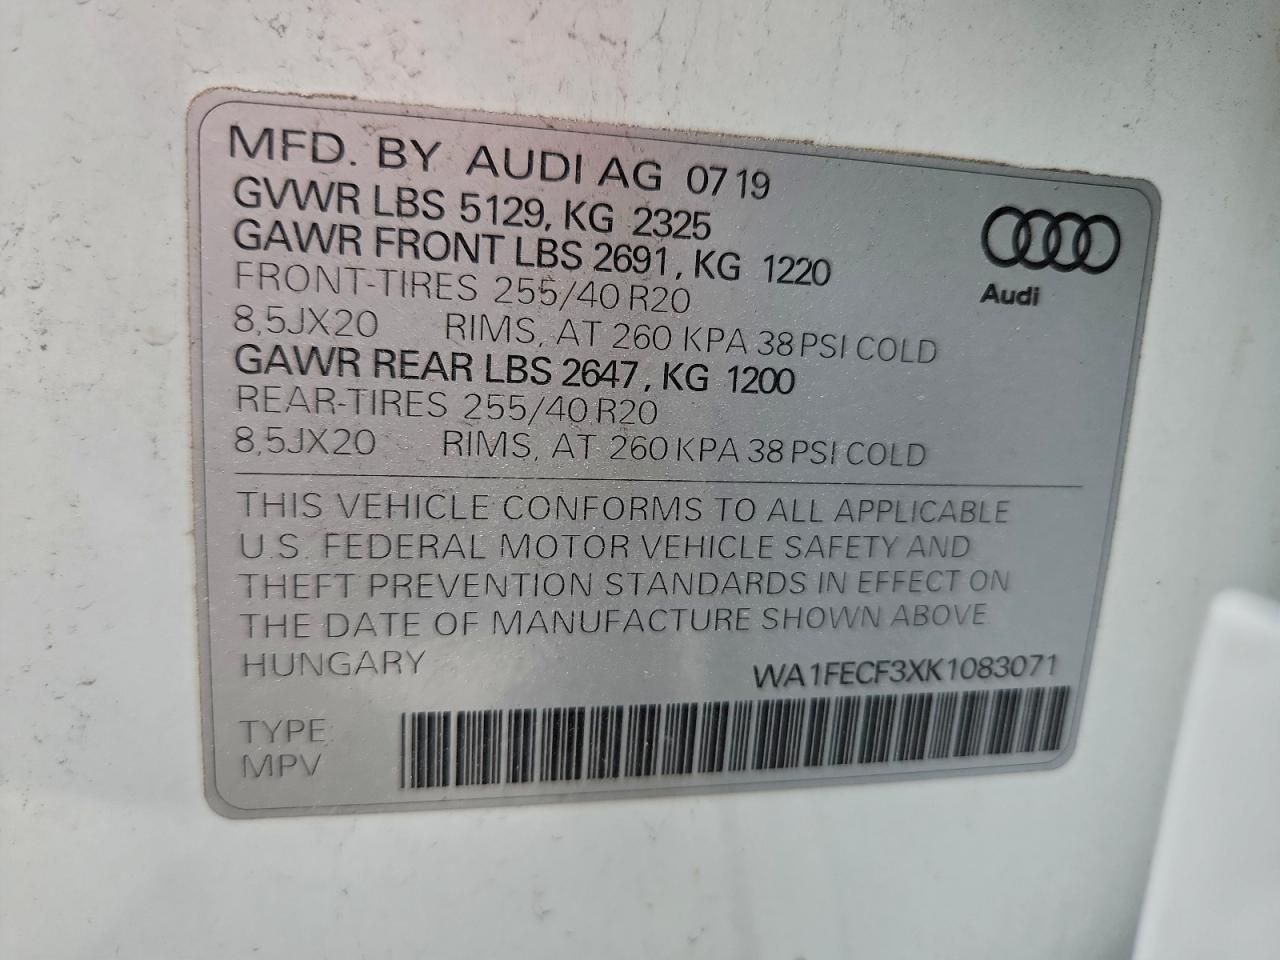 MFD. BY AUDI AG 07 19
GVWR LBS 5129, KG 2325
GAWR FRONT LBS 2691, KG 1220
FRONT-TIRES 255/40 R20
8,5JX20 RIMS, AT 260 KPA 38 PSI COLD
GAWR REAR LBS 2647, KG 1200
REAR-TIRES 255/40 R20
8,5JX20 RIMS, AT 260 KPA 38 PSI COLD
Audi
THIS VEHICLE CONFORMS TO ALL APPLICABLE
U.S. FEDERAL MOTOR VEHICLE SAFETY AND
THEFT PREVENTION STANDARDS IN EFFECT ON
THE DATE OF MANUFACTURE SHOWN ABOVE
HUNGARY WA1FECF3XK1083071
TYPE:
MPV